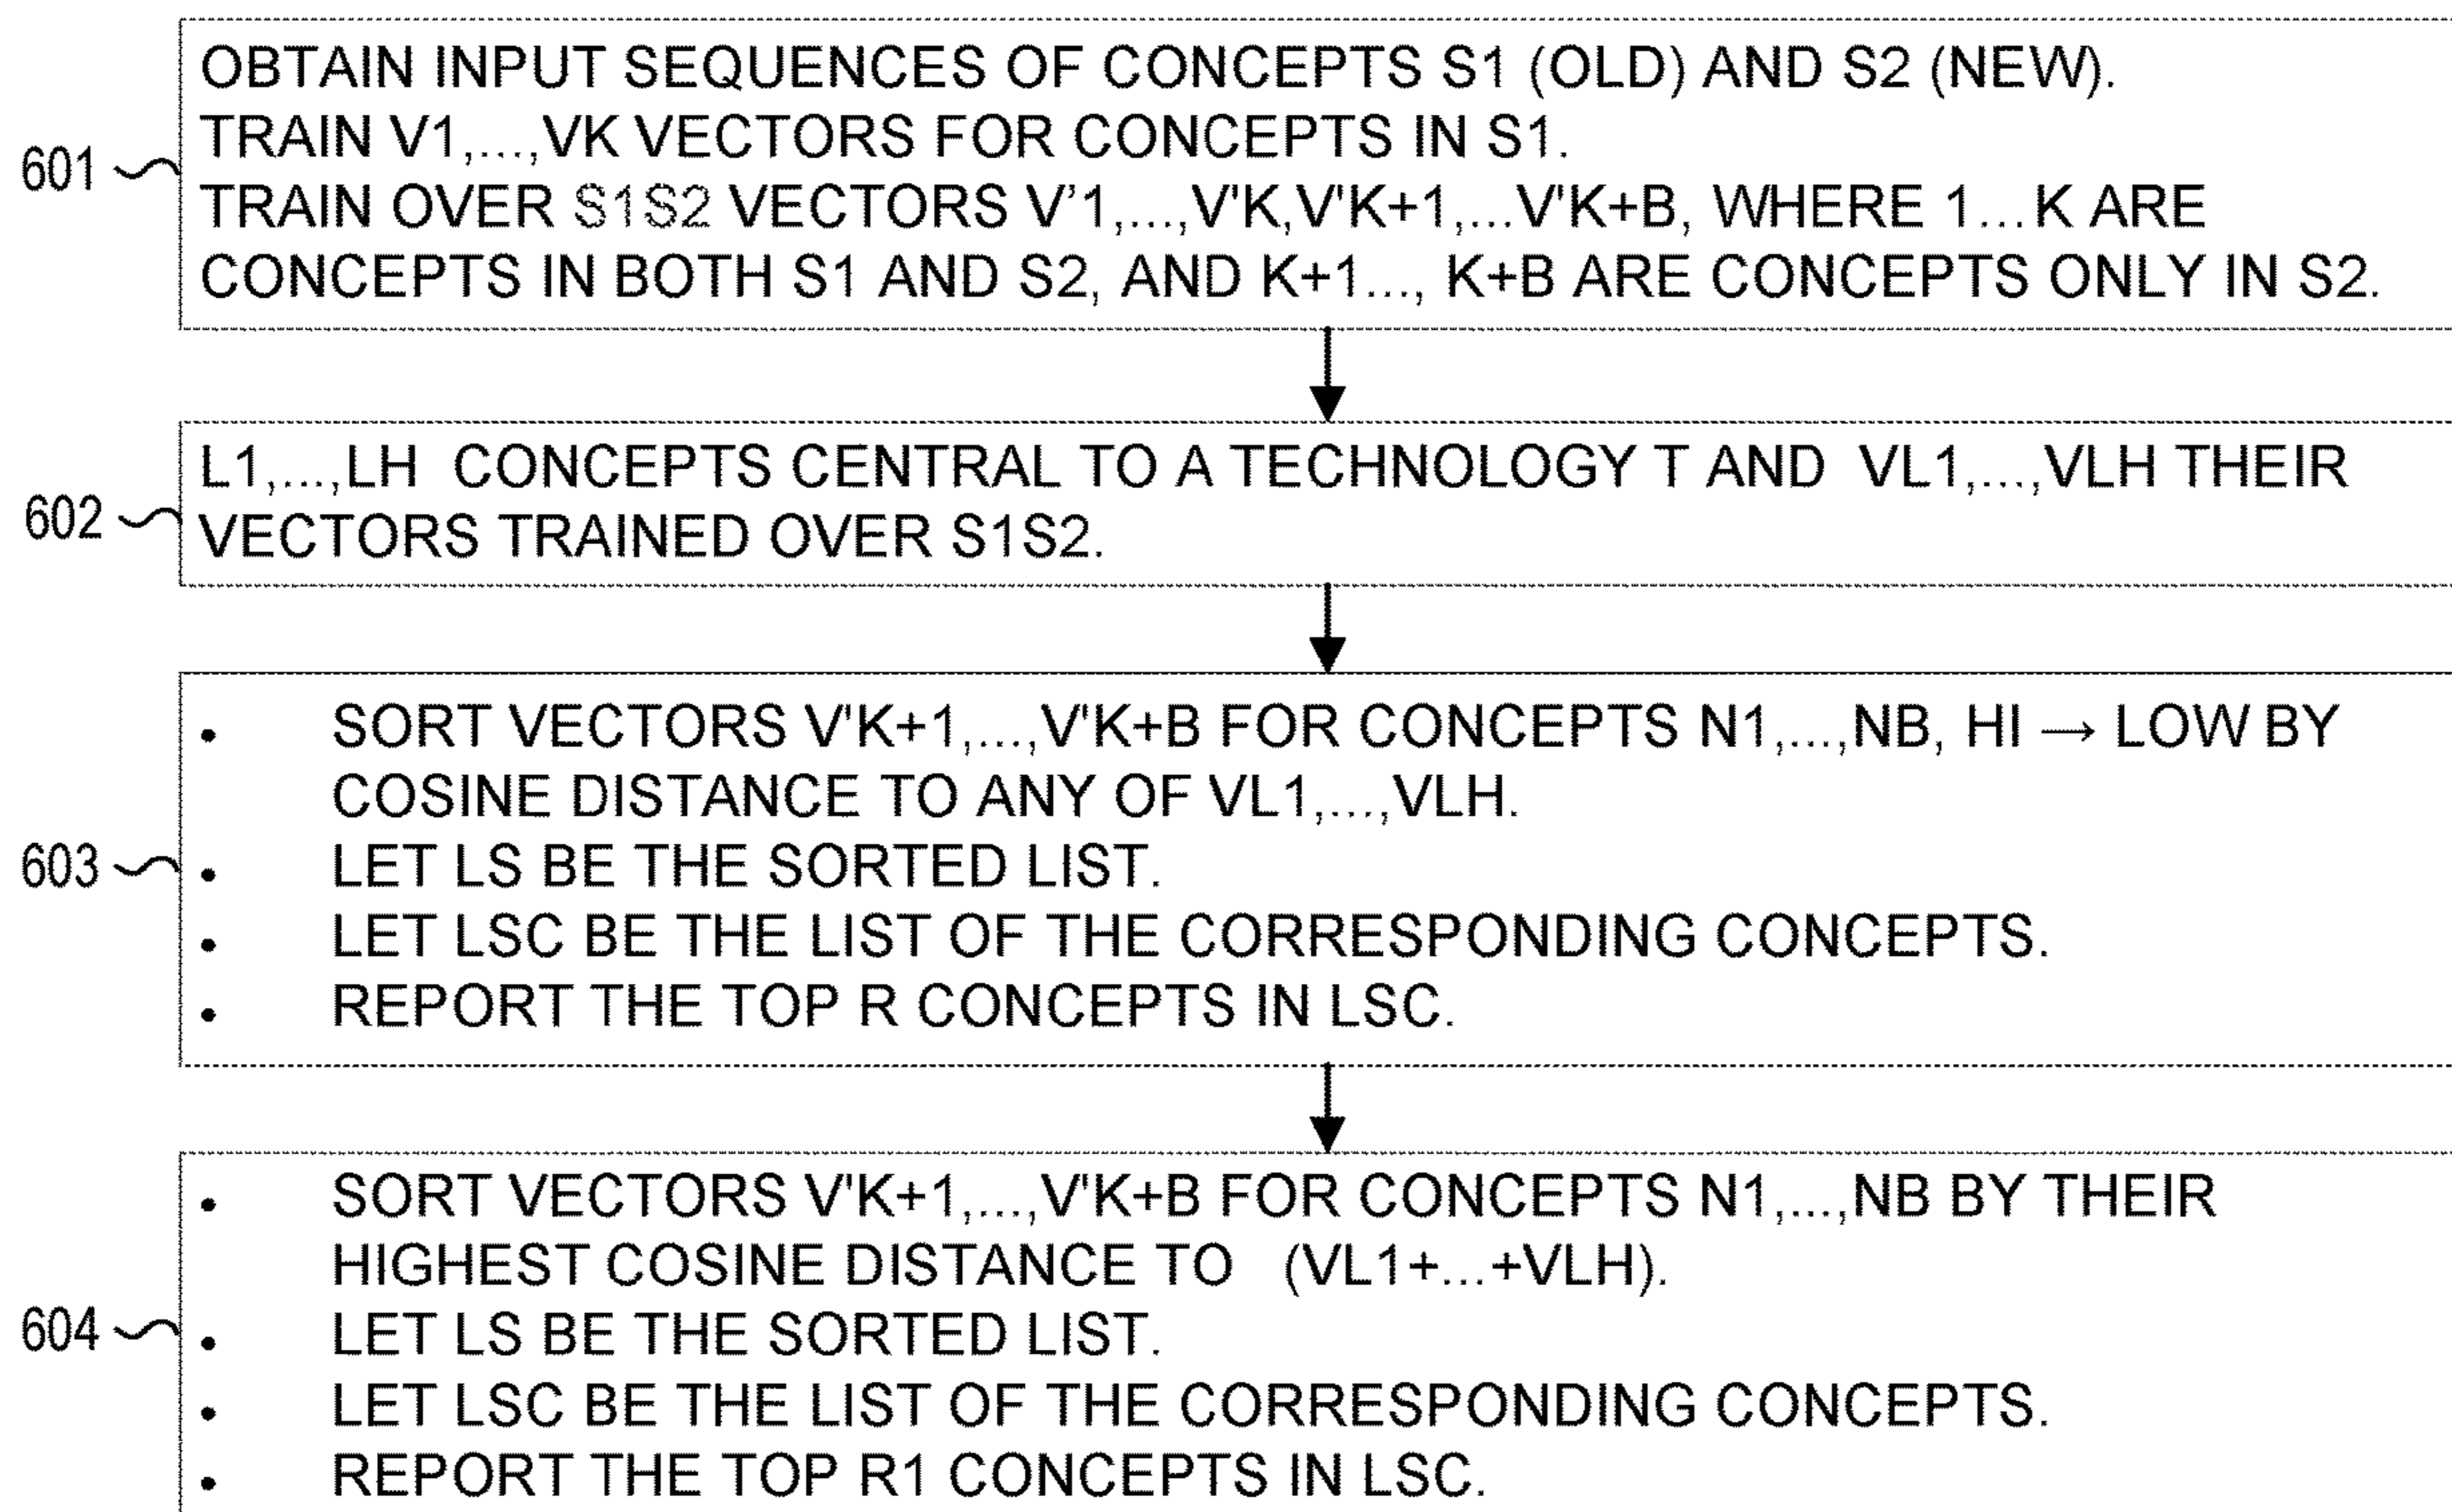 OBTAIN INPUT SEQUENCES OF CONCEPTS S1 (OLD) AND S2 (NEW).
TRAIN V1,...,VK VECTORS FOR CONCEPTS IN S1.
601
TRAIN OVER S1S2 VECTORS V'1,...,V'K,V'K+1,...V'K+B, WHERE 1...K ARE
CONCEPTS IN BOTH S1 AND S2, AND K+1..., K+B ARE CONCEPTS ONLY IN S2.
L1,...,LH CONCEPTS CENTRAL TO A TECHNOLOGY T AND VL1,...,VLH THEIR
602
VECTORS TRAINED OVER S1S2.
• SORT VECTORS V'K+1,...,V'K+B FOR CONCEPTS N1,...,NB, HI → LOW BY
COSINE DISTANCE TO ANY OF VL1,...,VLH.
603
• LET LS BE THE SORTED LIST.
• LET LSC BE THE LIST OF THE CORRESPONDING CONCEPTS.
• REPORT THE TOP R CONCEPTS IN LSC.
• SORT VECTORS V'K+1,...,V'K+B FOR CONCEPTS N1,...,NB BY THEIR
HIGHEST COSINE DISTANCE TO (VL1+...+VLH).
604
• LET LS BE THE SORTED LIST.
• LET LSC BE THE LIST OF THE CORRESPONDING CONCEPTS.
• REPORT THE TOP R1 CONCEPTS IN LSC.